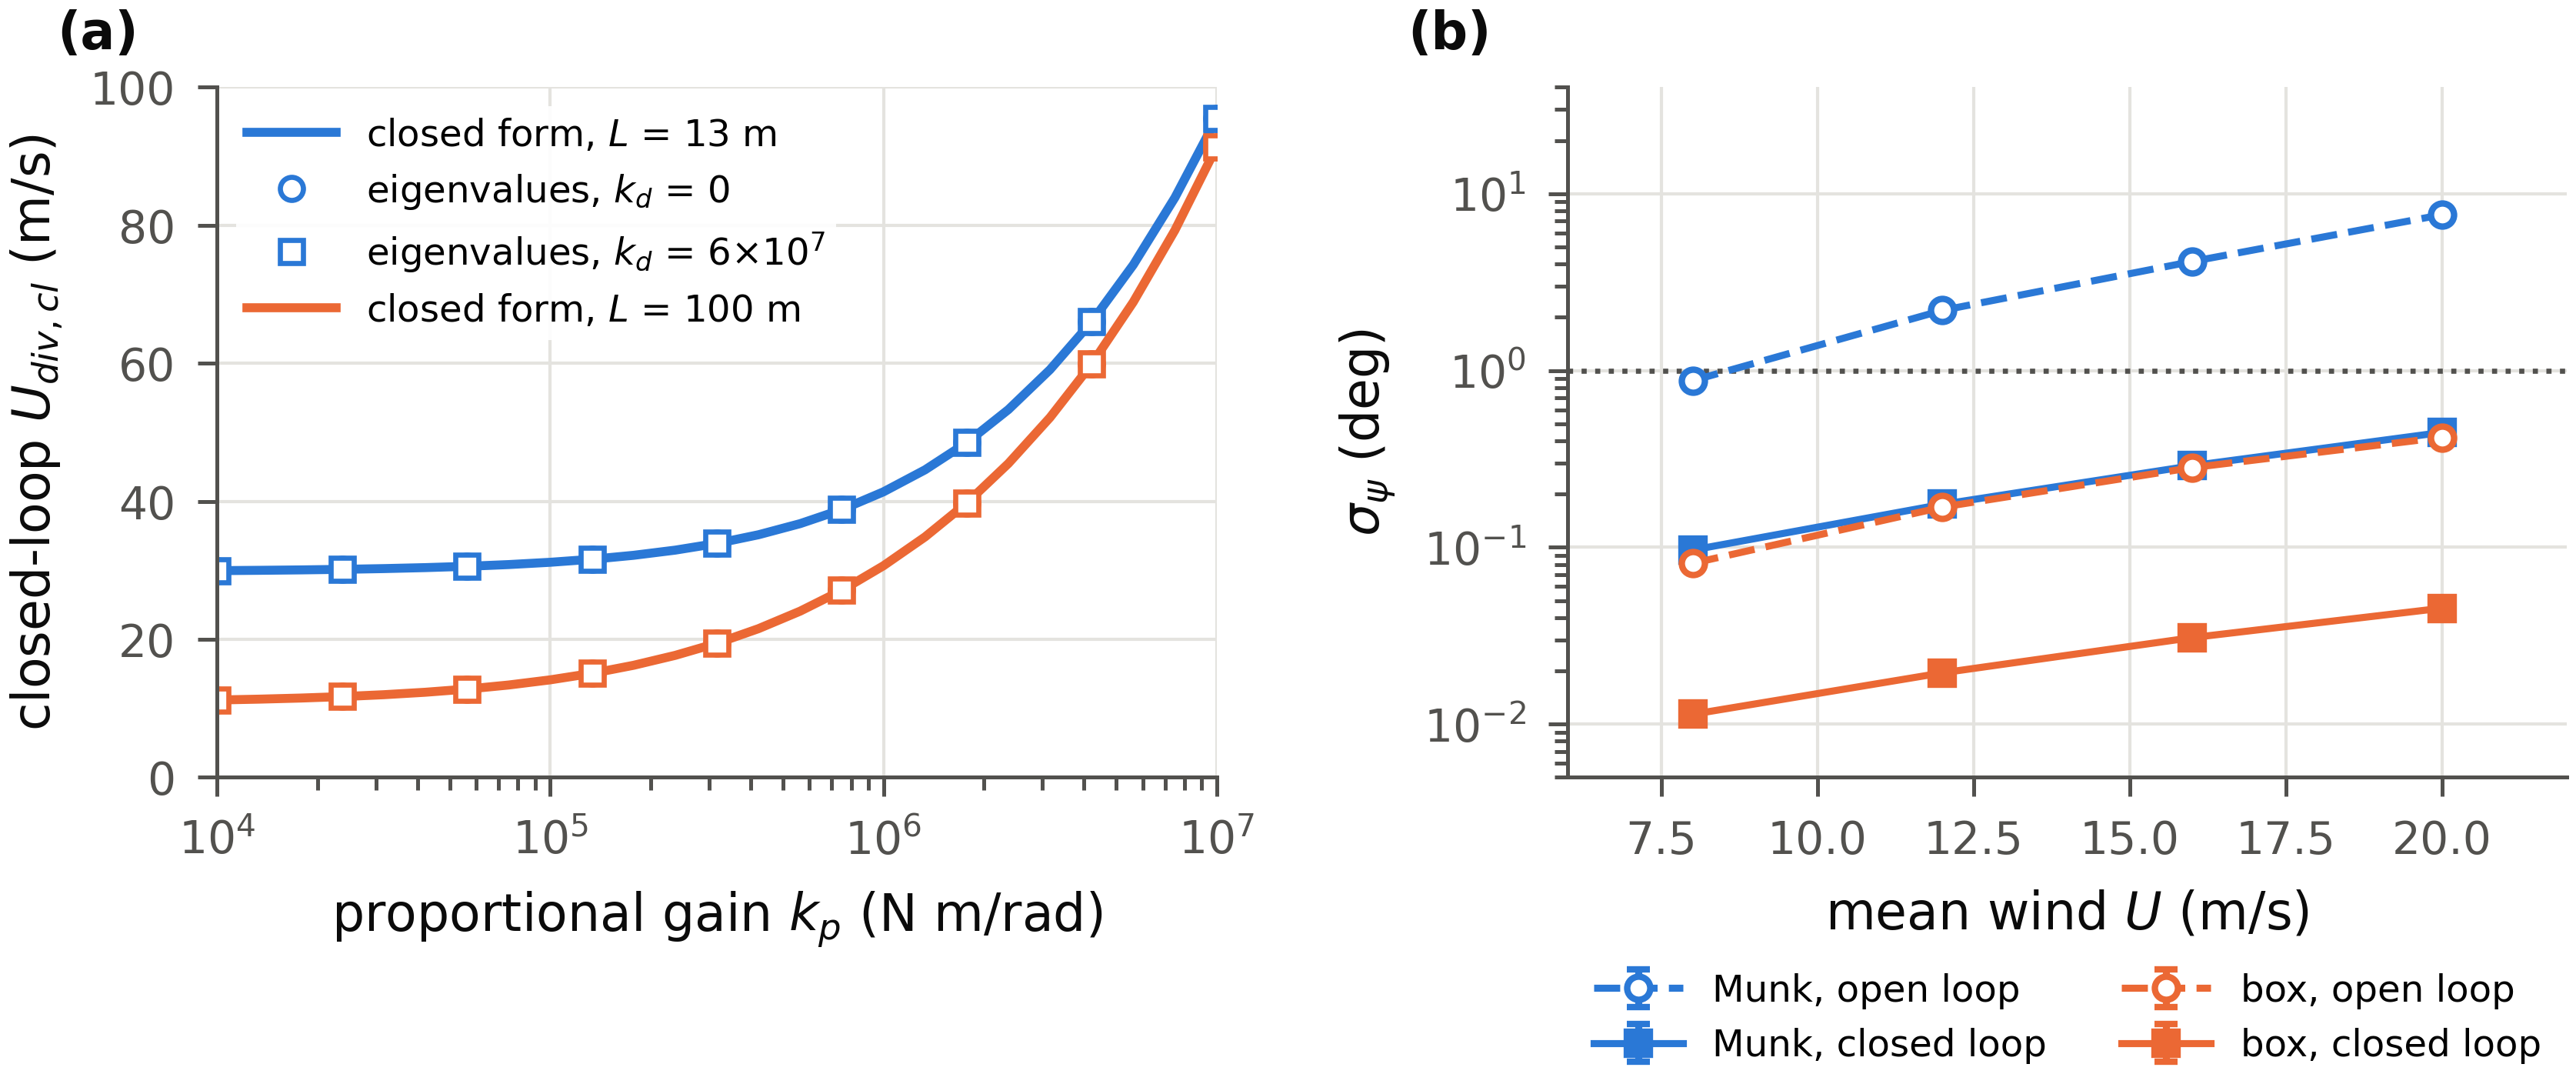 (a)
closed-loop U_{div, cl} (m/s)
100
80
60
40
20
0
closed form, L = 13 m
eigenvalues, k_d = 0
eigenvalues, k_d = 6×10^7
closed form, L = 100 m
10^4 10^5 10^6 10^7
proportional gain k_p (N m/rad)
(b)
σ_ψ (deg)
10^1
10^0
10^{-1}
10^{-2}
7.5 10.0 12.5 15.0 17.5 20.0
mean wind U (m/s)
Munk, open loop
Munk, closed loop
box, open loop
box, closed loop